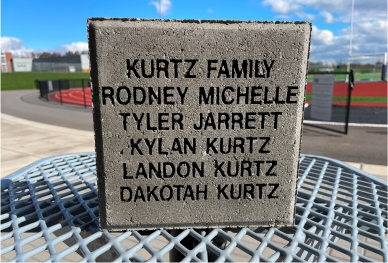 KURTZ FAMILY
RODNEY MICHELLE
TYLER JARRETT
KYLAN KURTZ
LANDON KURTZ
DAKOTAH KURTZ